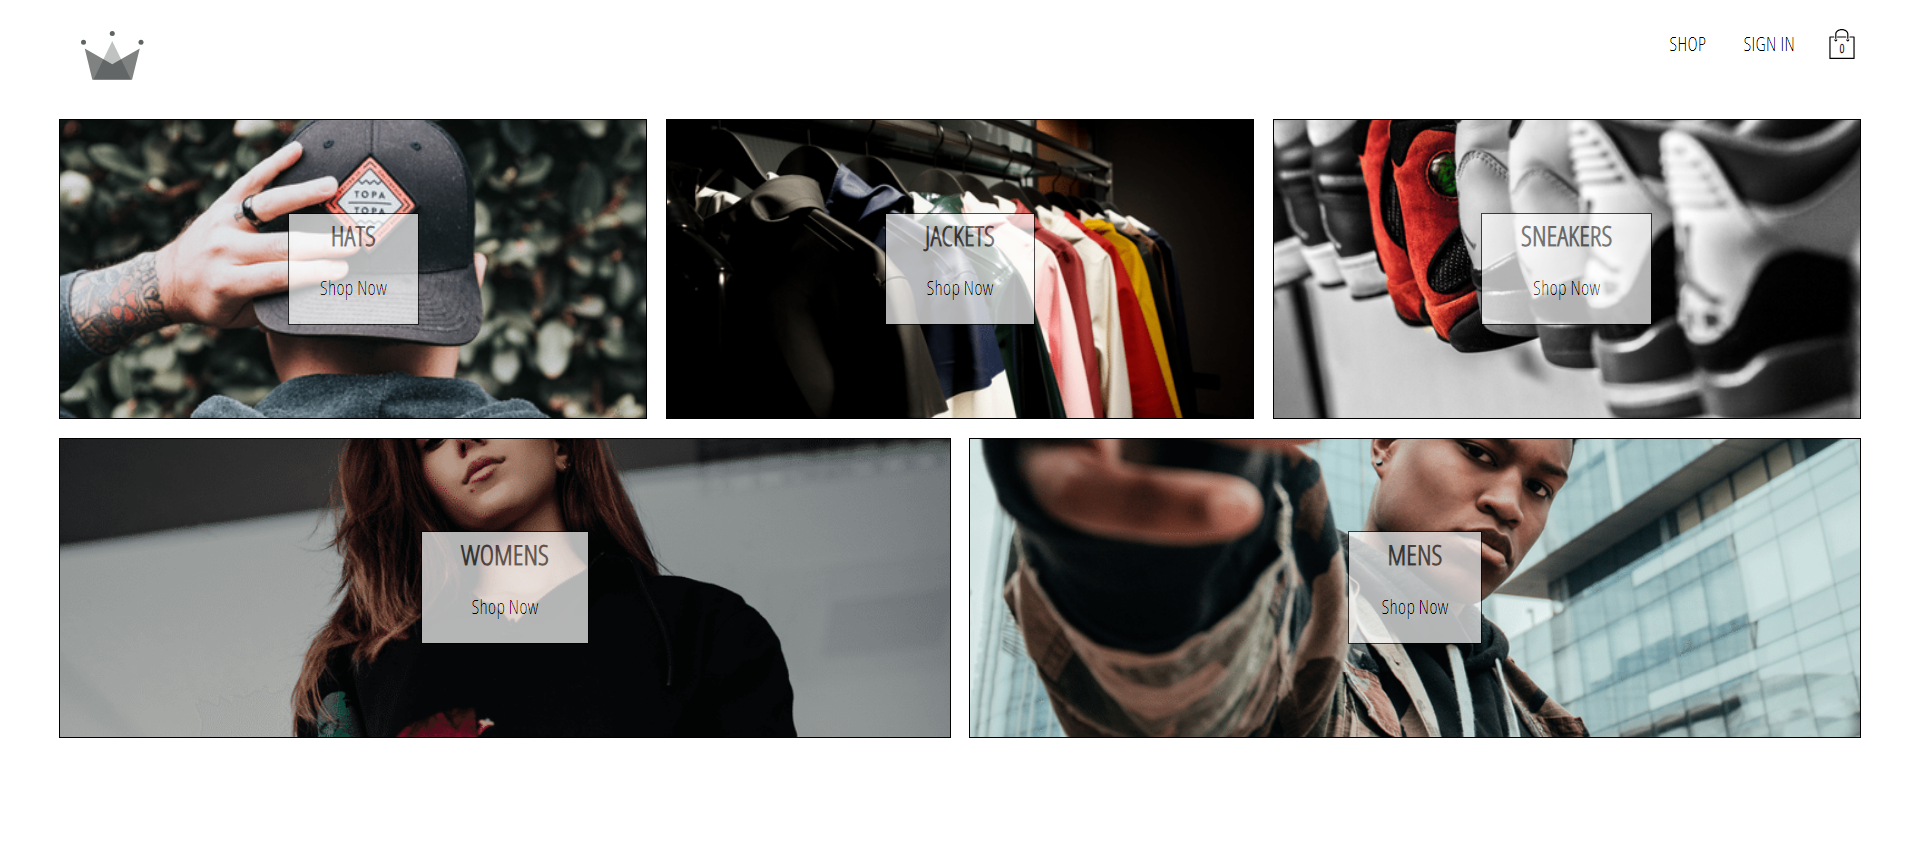 SHOP
SIGN IN
0
TOPA
TOPA
HATS
Shop Now
JACKETS
Shop Now
SNEAKERS
Shop Now
WOMENS
Shop Now
MENS
Shop Now